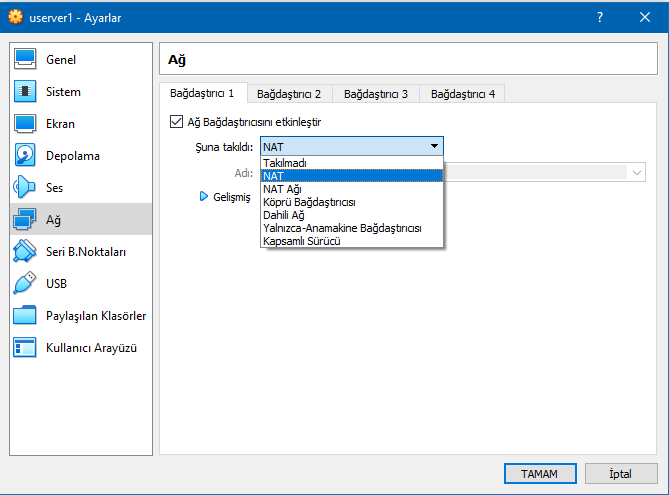 userver1 - Ayarlar
?
Genel
Sistem
Ekran
Depolama
Ses
Ağ
Seri B.Noktaları
USB
Paylaşılan Klasörler
Kullanıcı Arayüzü
Ağ
Bağdaştırıcı 1 Bağdaştırıcı 2 Bağdaştırıcı 3 Bağdaştırıcı 4
Ağ Bağdaştırıcısını etkinleştir
Şuna takıldı: NAT
Adı:
Gelişmiş
Takılmadı
NAT
NAT Ağı
Köprü Bağdaştırıcısı
Dahili Ağ
Yalnızca-Anamakine Bağdaştırıcısı
Kapsamlı Sürücü
TAMAM İptal